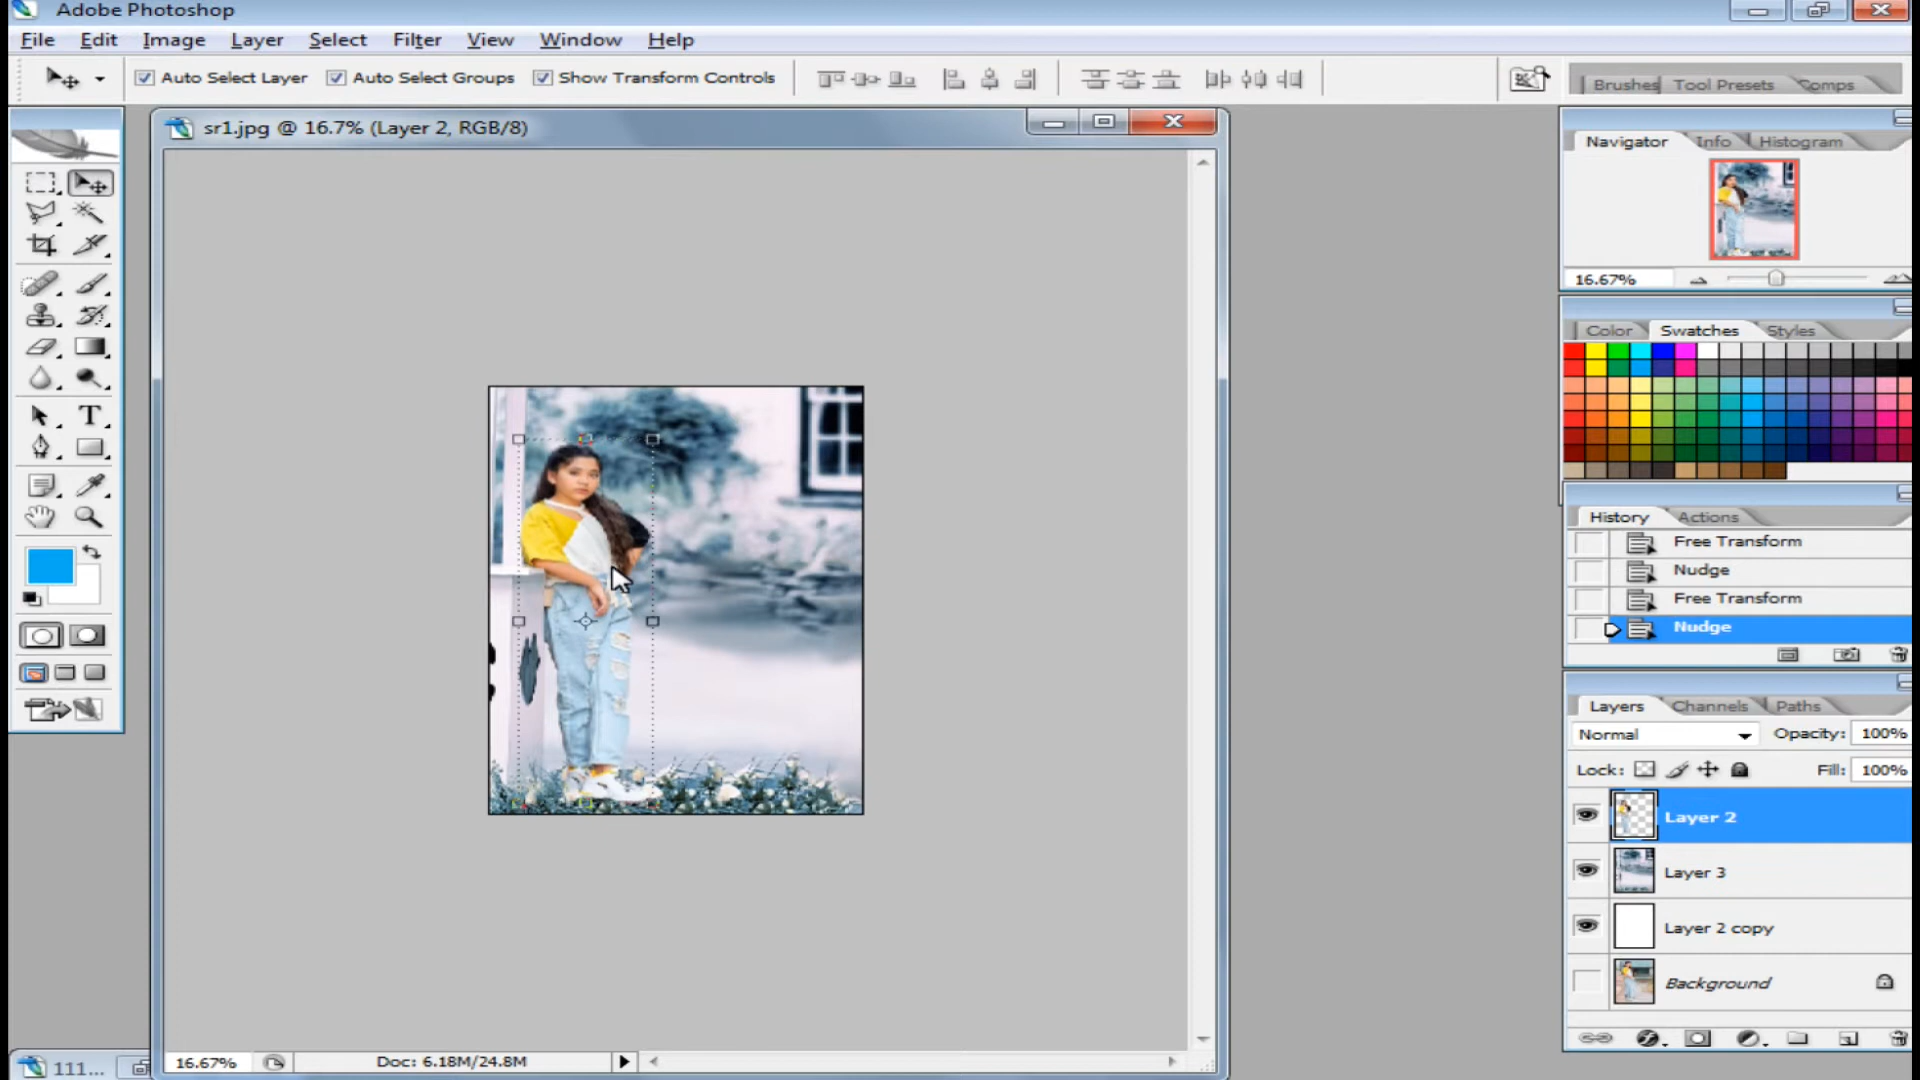 Adobe Photoshop
File Edit Image Layer Select Filter View Window Help
Auto Select Layer Auto Select Groups Show Transform Controls
Brushes Tool Presets Comps
sr1.jpg @ 16.7% (Layer 2, RGB/8)
Navigator Info Histogram
16.67%
Color Swatches Styles
T
History Actions
Free Transform
Nudge
Free Transform
Nudge
Layers Channels Paths
Normal Opacity: 100%
Lock: Fill: 100%
Layer 2
Layer 3
Layer 2 copy
Background
16.67% Doc: 6.18M/24.8M
111...